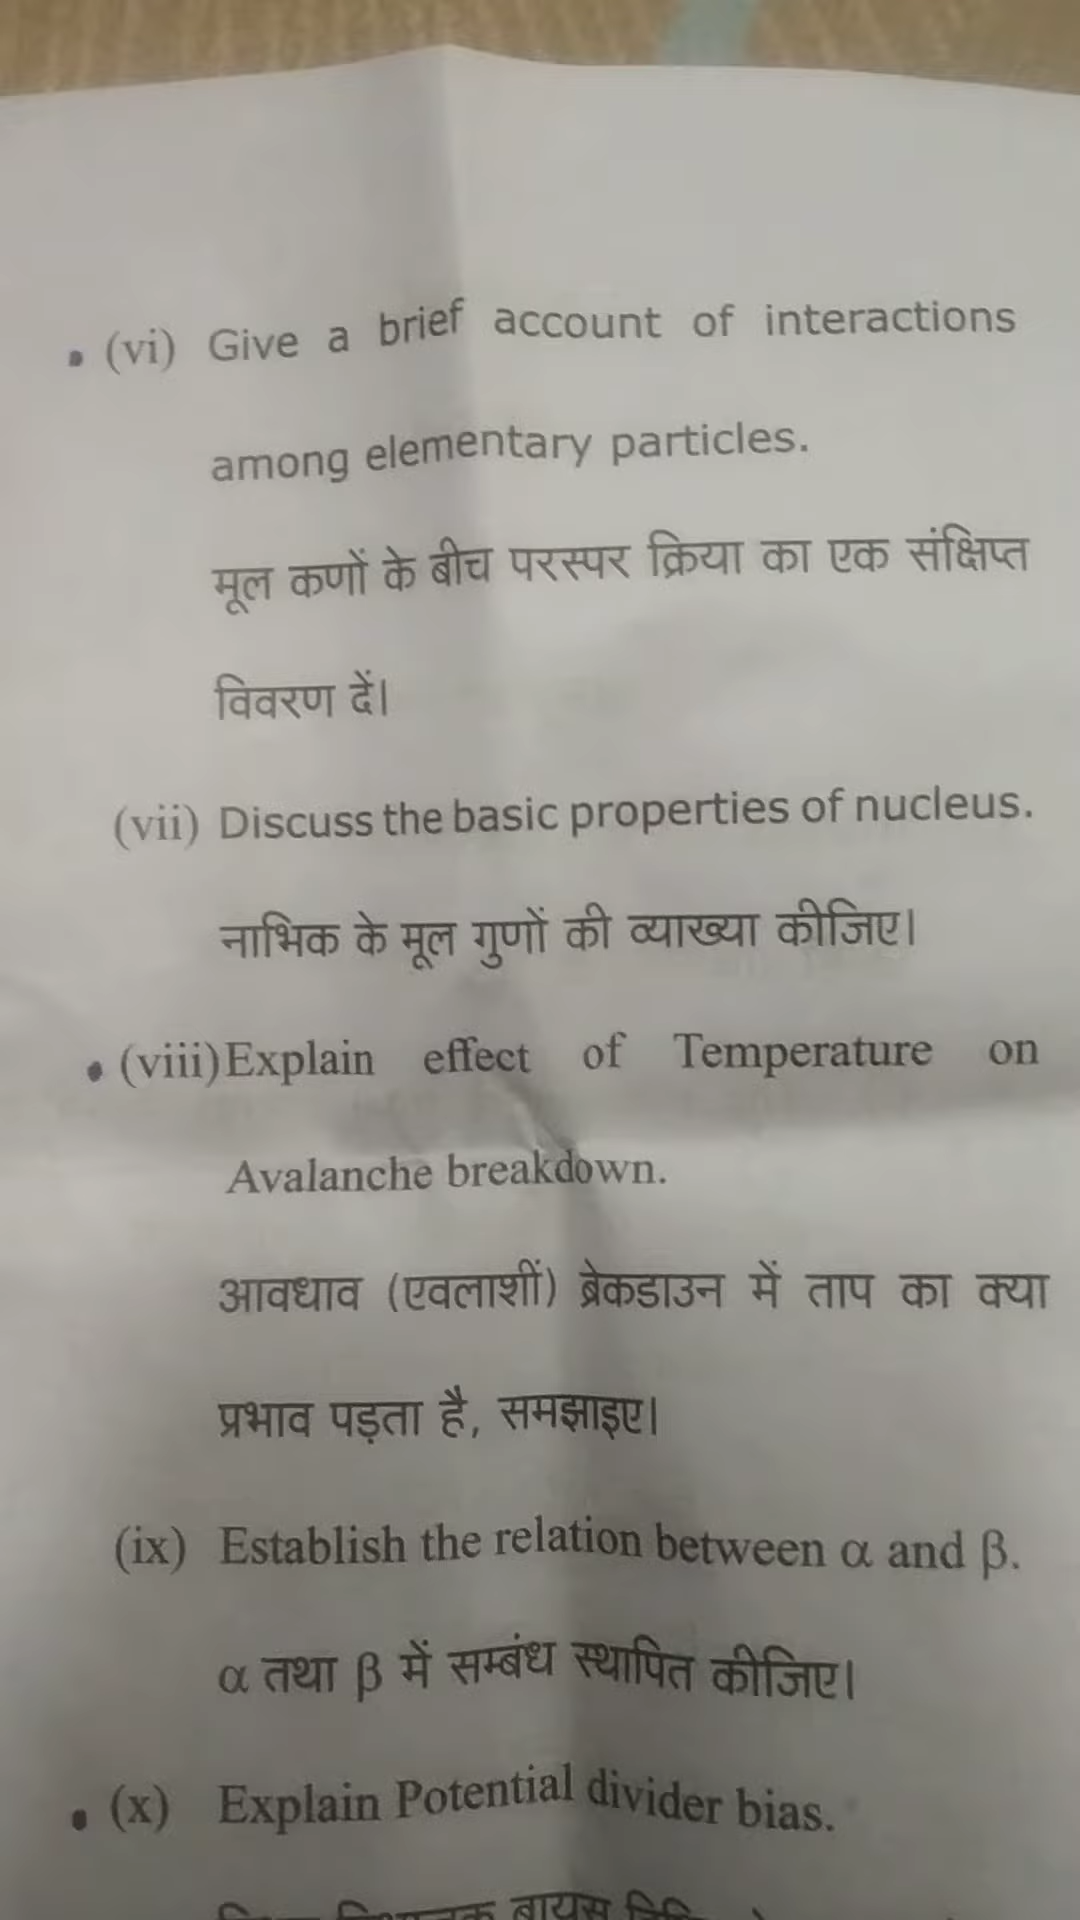 • (vi) Give a brief account of interactions
among elementary particles.
मूल कणों के बीच परस्पर क्रिया का एक संक्षिप्त
विवरण दें।
(vii) Discuss the basic properties of nucleus.
नाभिक के मूल गुणों की व्याख्या कीजिए।
• (viii) Explain effect of Temperature on
Avalanche breakdown.
आवधाव (एवलाशीं) ब्रेकडाउन में ताप का क्या
प्रभाव पड़ता है, समझाइए।
(ix) Establish the relation between α and β.
α तथा β में सम्बंध स्थापित कीजिए।
• (x) Explain Potential divider bias.
बायस